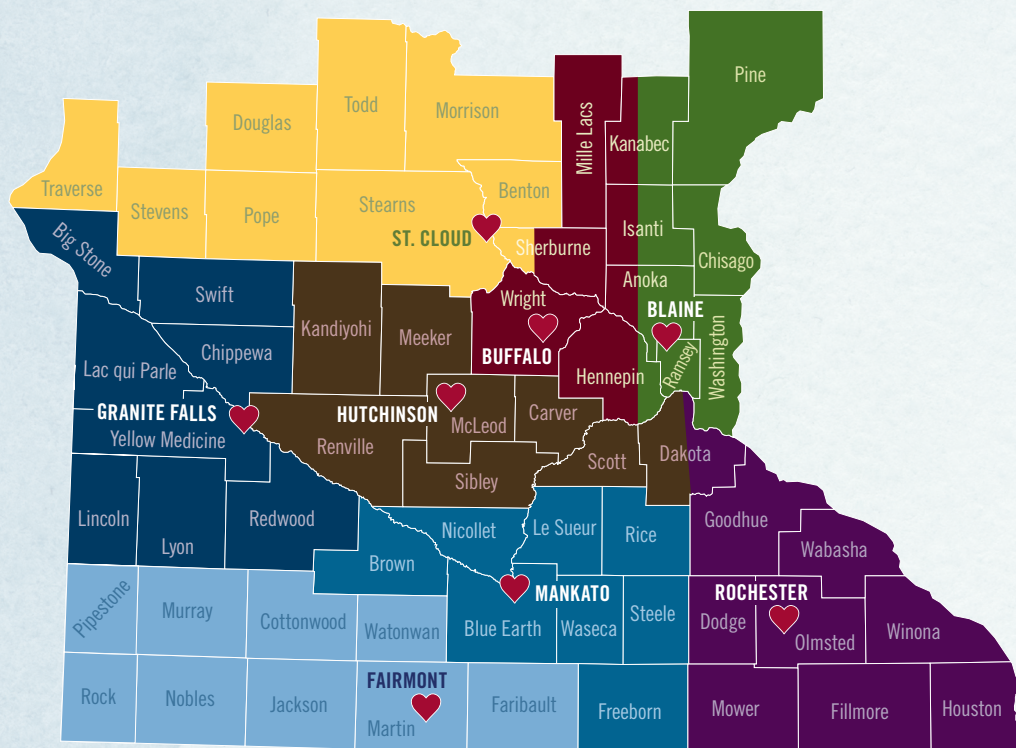 Pine
Todd
Morrison
Douglas
Mille Lacs
Kanabec
Traverse
Stevens
Pope
Stearns
Benton
ST. CLOUD
Sherburne
Isanti
Big Stone
Chisago
Swift
Anoka
Wright
BLAINE
Kandiyohi
Meeker
Chippewa
BUFFALO
Washington
Lac qui Parle
Hennepin
Ramsey
GRANITE FALLS
HUTCHINSON
Carver
McLeod
Yellow Medicine
Renville
Scott
Dakota
Sibley
Lincoln
Lyon
Redwood
Nicollet
Le Sueur
Rice
Goodhue
Wabasha
Brown
Pipestone
Murray
Cottonwood
Watonwan
MANKATO
Blue Earth
Waseca
Steele
ROCHESTER
Dodge
Olmsted
Winona
FAIRMONT
Rock
Nobles
Jackson
Martin
Faribault
Freeborn
Mower
Fillmore
Houston